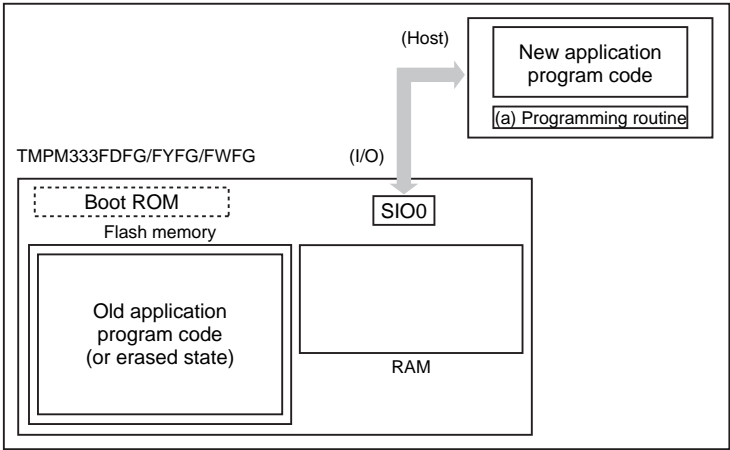 (Host)
New application
program code
(a) Programming routine
TMPM333FDFG/FYFG/FWFG
(I/O)
Boot ROM
SIO0
Flash memory
Old application
program code
(or erased state)
RAM